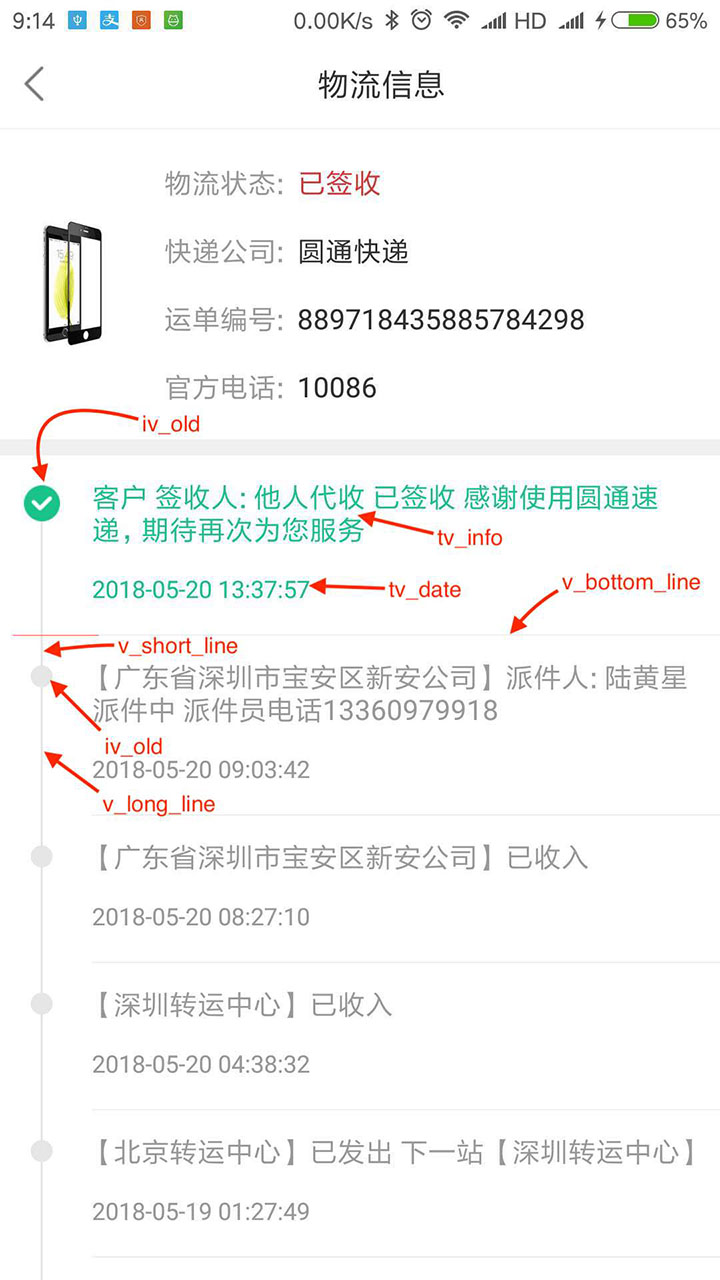 9:14 0.00K/s HD 65%
物流信息
物流状态: 已签收
快递公司: 圆通快递
运单编号: 889718435885784298
官方电话: 10086
iv_old
客户 签收人: 他人代收 已签收 感谢使用圆通速
递，期待再次为您服务
tv_info
2018-05-20 13:37:57
tv_date
v_bottom_line
v_short_line
【广东省深圳市宝安区新安公司】派件人: 陆黄星
派件中 派件员电话13360979918
iv_old
2018-05-20 09:03:42
v_long_line
【广东省深圳市宝安区新安公司】已收入
2018-05-20 08:27:10
【深圳转运中心】已收入
2018-05-20 04:38:32
【北京转运中心】已发出 下一站【深圳转运中心】
2018-05-19 01:27:49